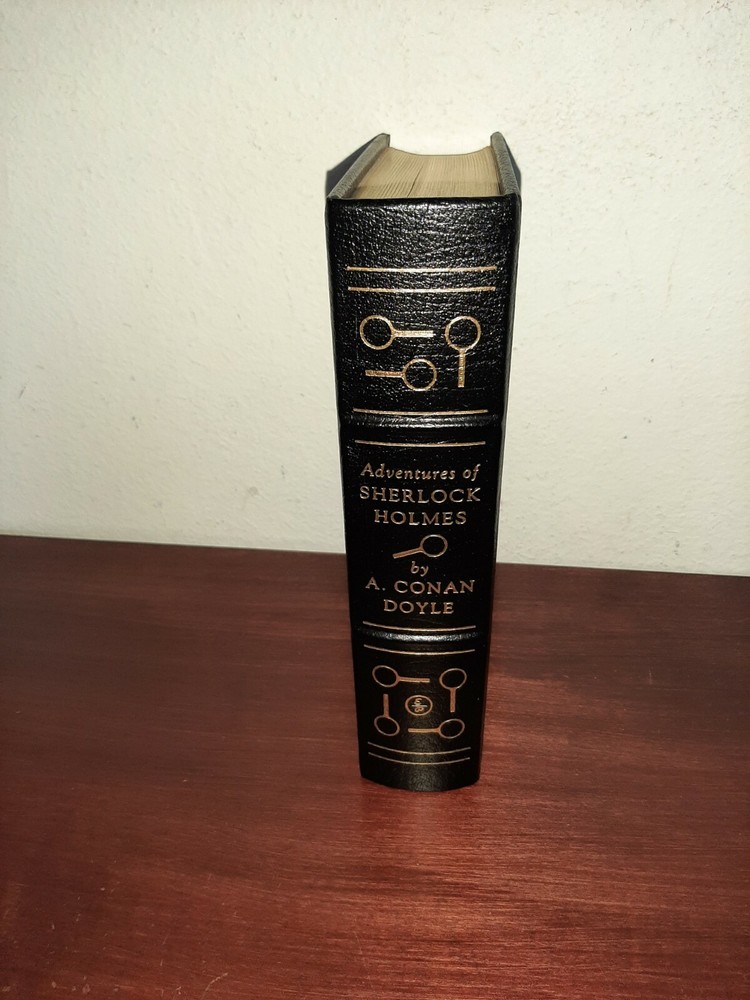 Adventures of
SHERLOCK
HOLMES
by
A. CONAN
DOYLE